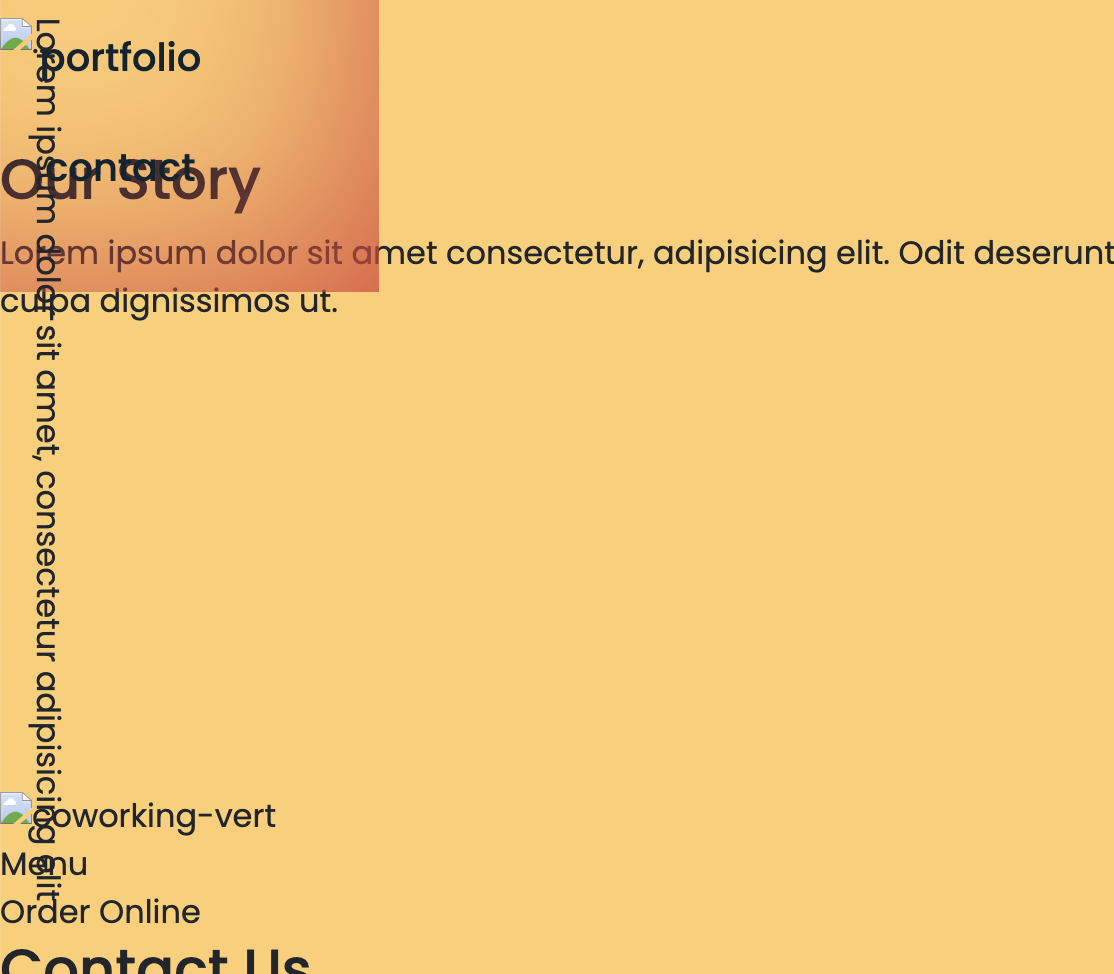 portfolio
contact
Our Story
Lorem ipsum dolor sit amet consectetur, adipisicing elit. Odit deserunt
culpa dignissimos ut.
Lorem ipsum dolor sit amet, consectetur adipisicing elit
coworking-vert
Menu
Order Online
Contact Us